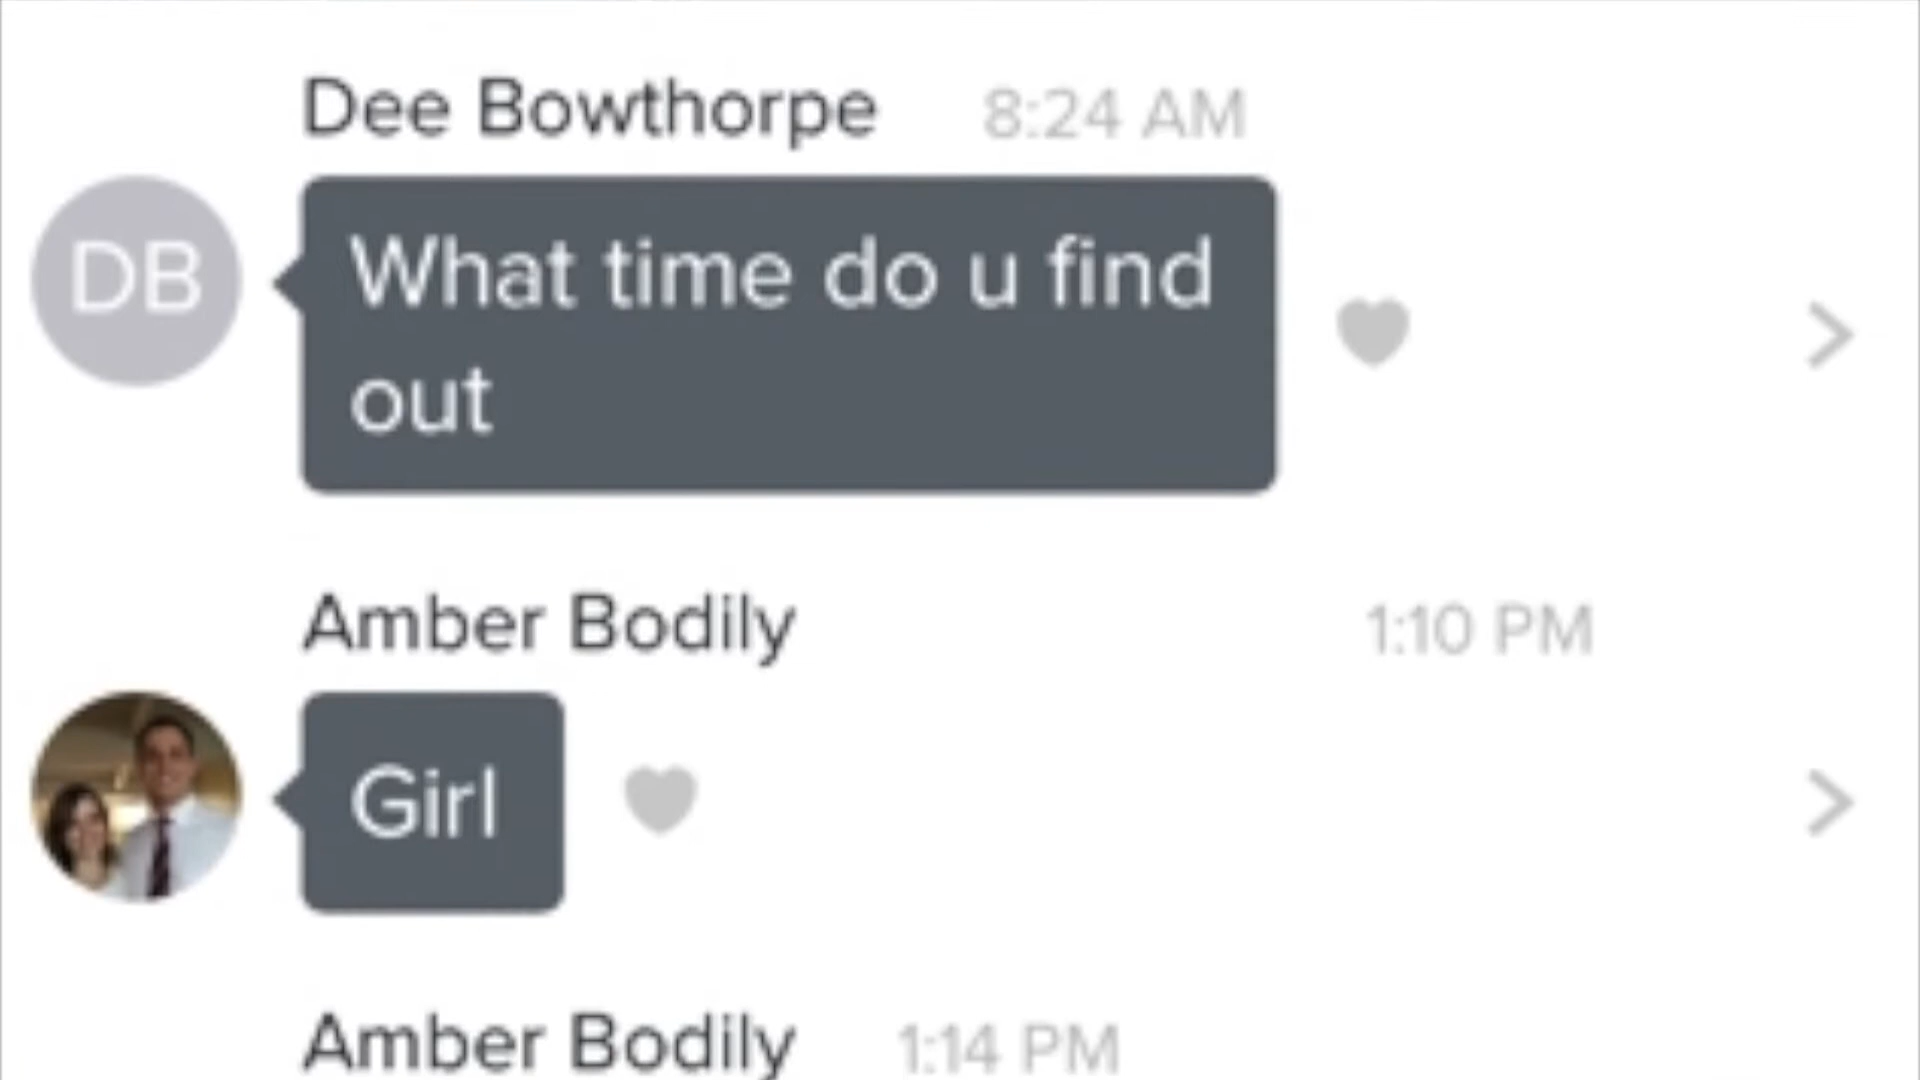 Dee Bowthorpe 8:24 AM
DB
What time do u find
out
Amber Bodily 1:10 PM
Girl
Amber Bodily 1:14 PM